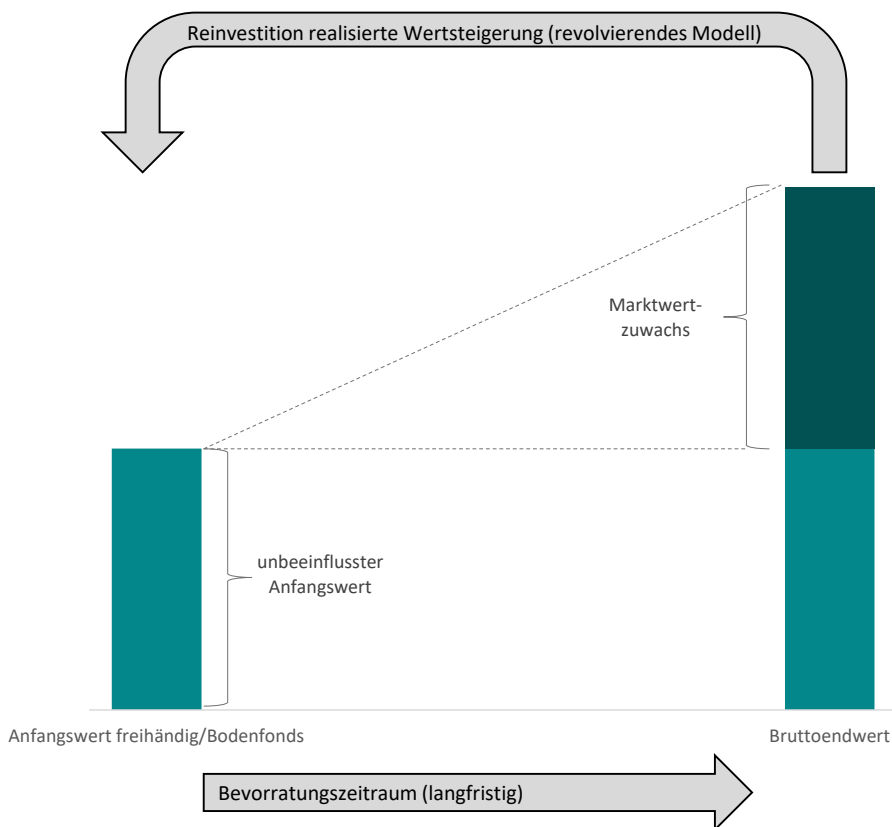 Reinvestition realisierte Wertsteigerung (revolvierendes Modell)
Marktwert-
zuwachs
unbeeinflusster
Anfangswert
Anfangswert freihändig/Bodenfonds
Bruttoendwert
Bevorratungszeitraum (langfristig)